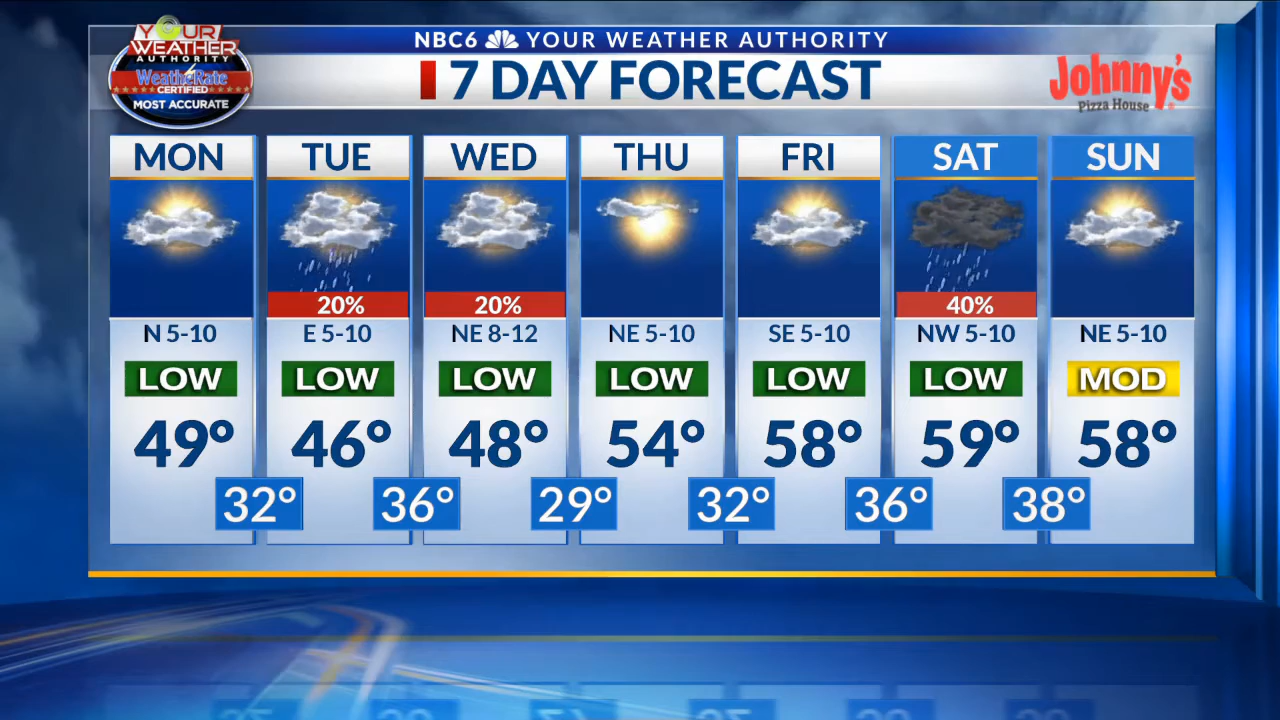 YOUR
WEATHER
AUTHORITY
WeatheRate
CERTIFIED
MOST ACCURATE
NBC6 YOUR WEATHER AUTHORITY
7 DAY FORECAST
Johnny's
Pizza House
MON TUE WED THU FRI SAT SUN
20% 20% 40%
N 5-10 E 5-10 NE 8-12 NE 5-10 SE 5-10 NW 5-10 NE 5-10
LOW LOW LOW LOW LOW LOW MOD
49° 46° 48° 54° 58° 59° 58°
32° 36° 29° 32° 36° 38°